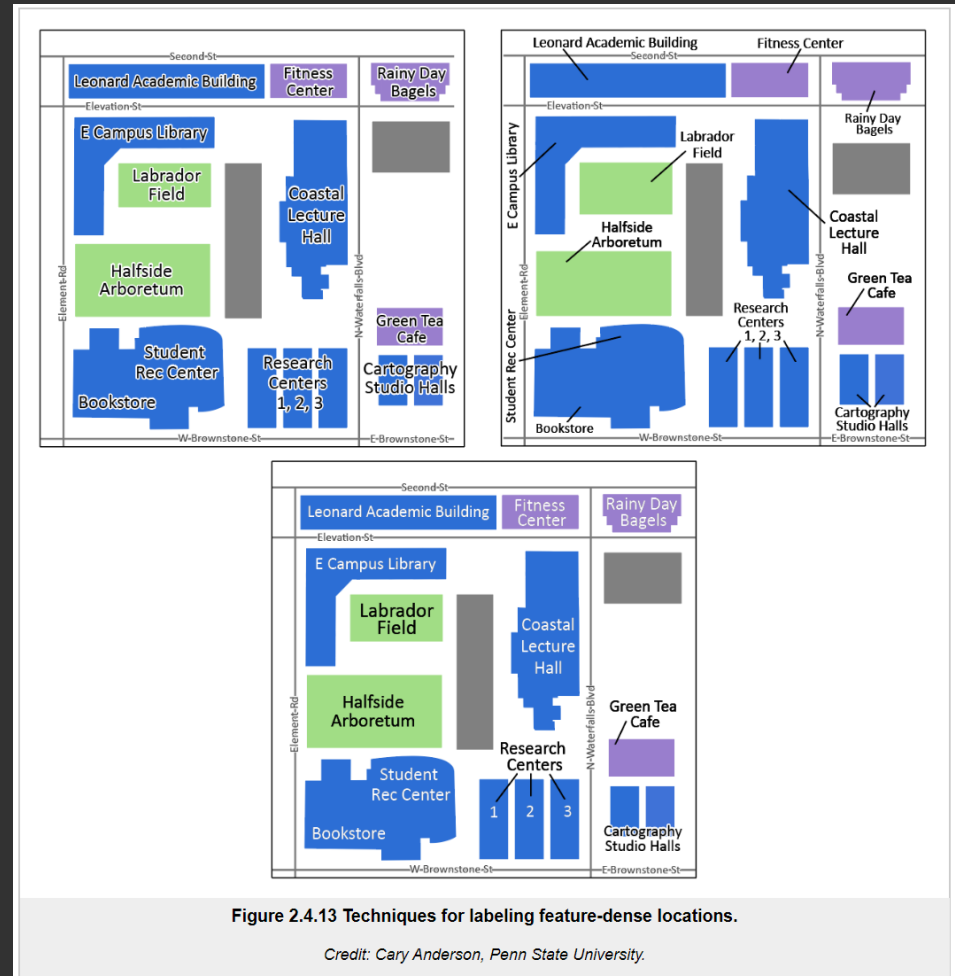 Second St
Leonard Academic Building
Fitness
Center
Rainy Day
Bagels
Elevation St
E Campus Library
Labrador
Field
Coastal
Lecture
Hall
Halfside
Arboretum
Element Rd
N Waterfalls Blvd
Green Tea
Cafe
Student
Rec Center
Research
Centers
1, 2, 3
Cartography
Studio Halls
Bookstore
W Brownstone St
E Brownstone St
Leonard Academic Building
Fitness Center
Second St
Elevation St
Rainy Day
Bagels
E Campus Library
Labrador
Field
Coastal
Lecture
Hall
Halfside
Arboretum
Element Rd
N Waterfalls Blvd
Green Tea
Cafe
Research
Centers
1, 2, 3
Student Rec Center
Cartography
Studio Halls
Bookstore
W Brownstone St
E Brownstone St
Second St
Leonard Academic Building
Fitness
Center
Rainy Day
Bagels
Elevation St
E Campus Library
Labrador
Field
Coastal
Lecture
Hall
Halfside
Arboretum
Element Rd
N Waterfalls Blvd
Green Tea
Cafe
Research
Centers
1 2 3
Student
Rec Center
Bookstore
Cartography
Studio Halls
W Brownstone St
E Brownstone St
Figure 2.4.13 Techniques for labeling feature-dense locations.
Credit: Cary Anderson, Penn State University.